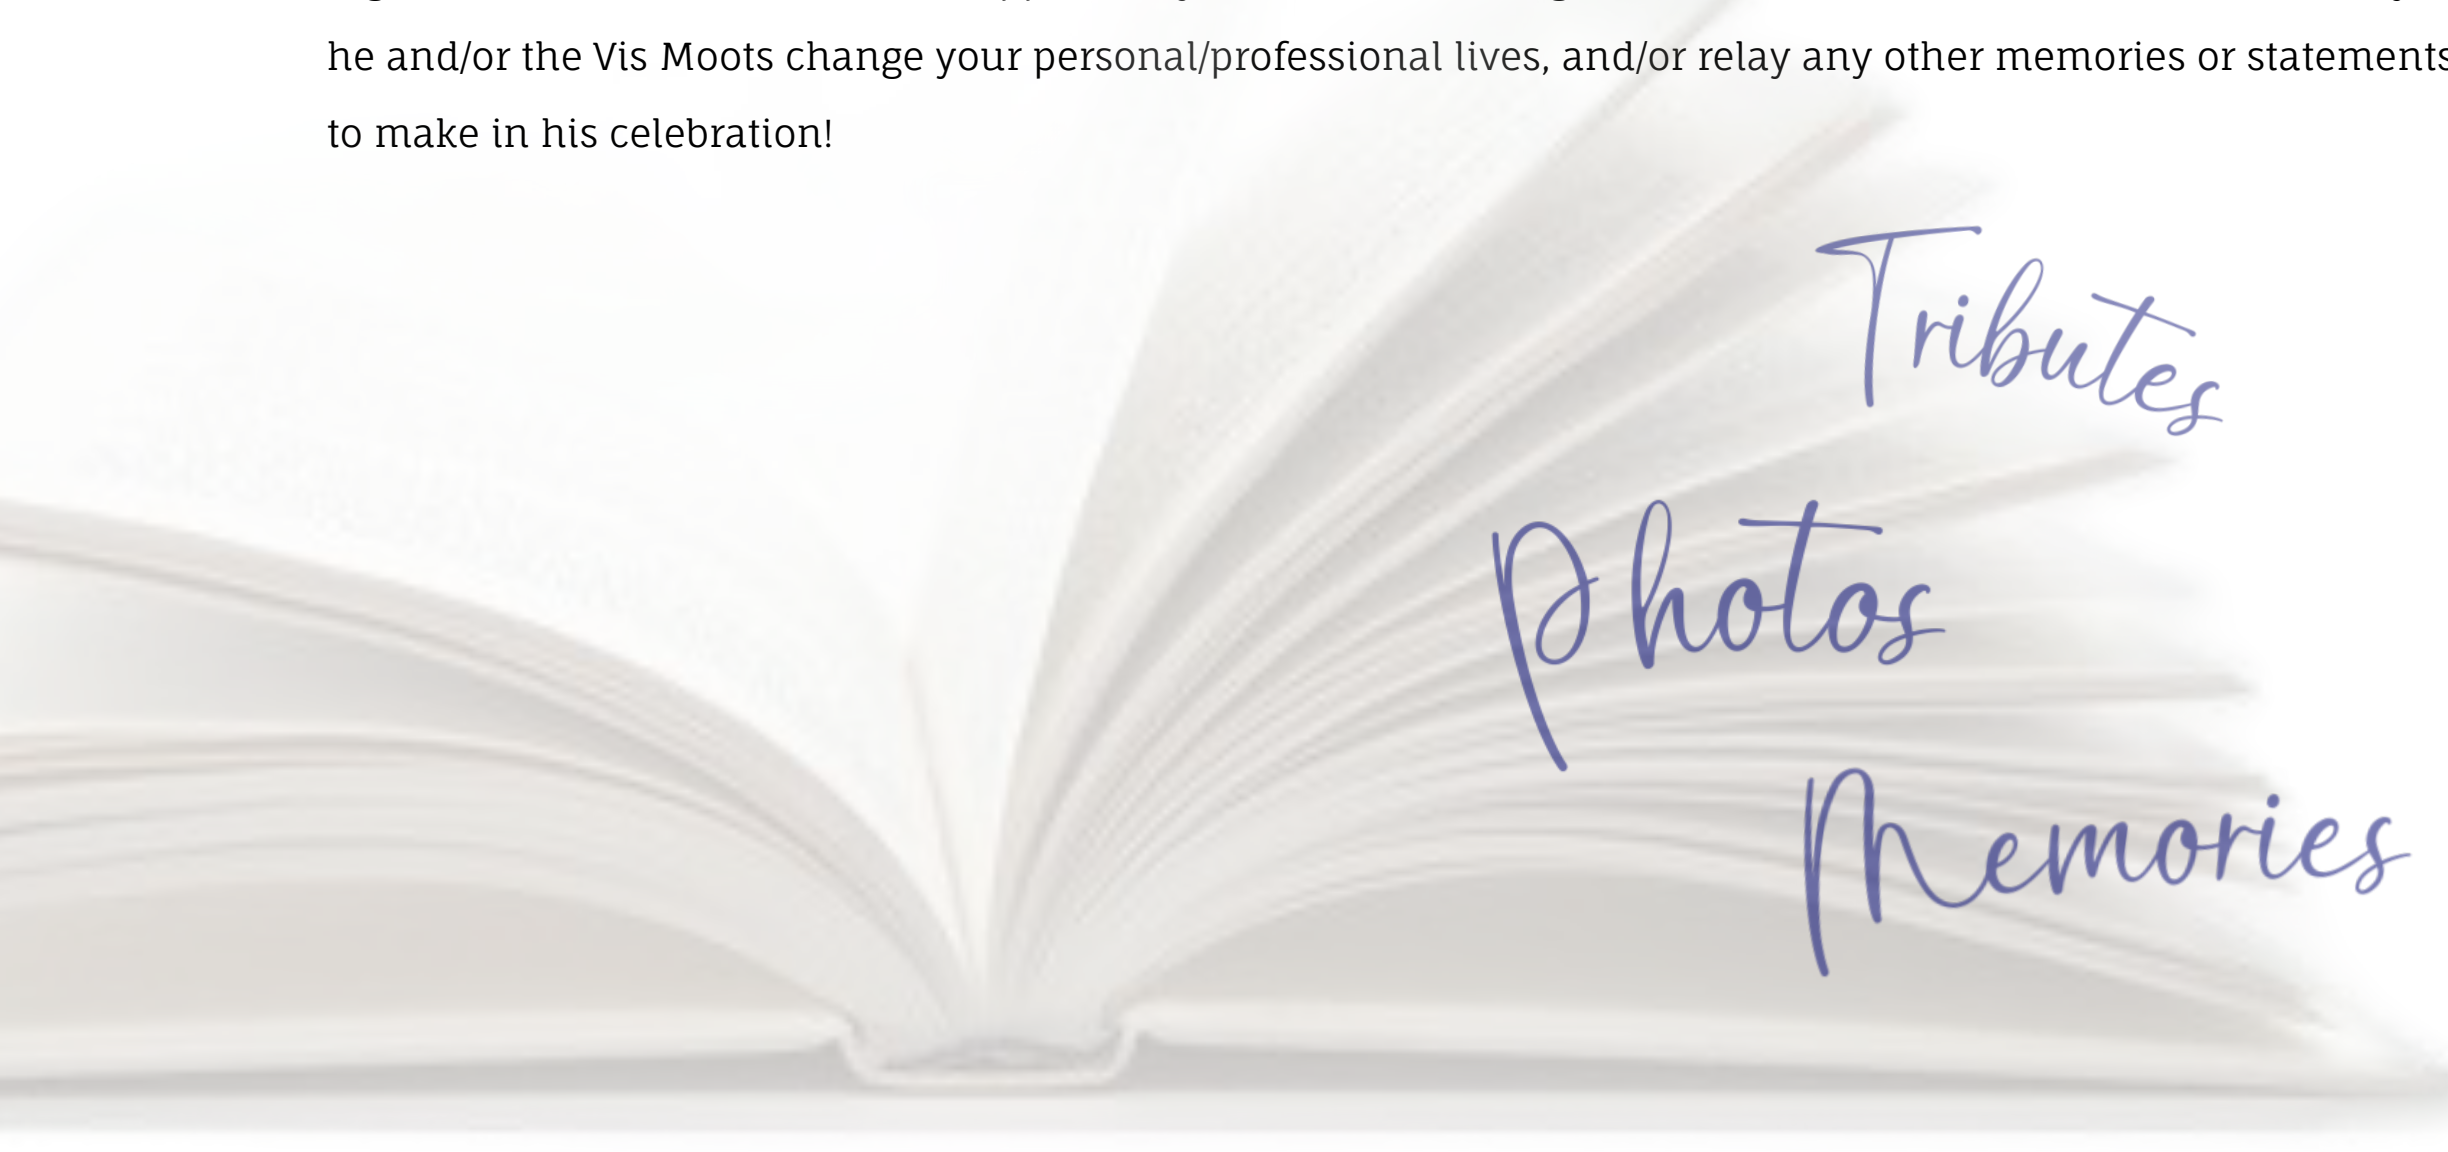 he and/or the Vis Moots change your personal/professional lives, and/or relay any other memories or statements
to make in his celebration!
Tributes
Photos
Memories